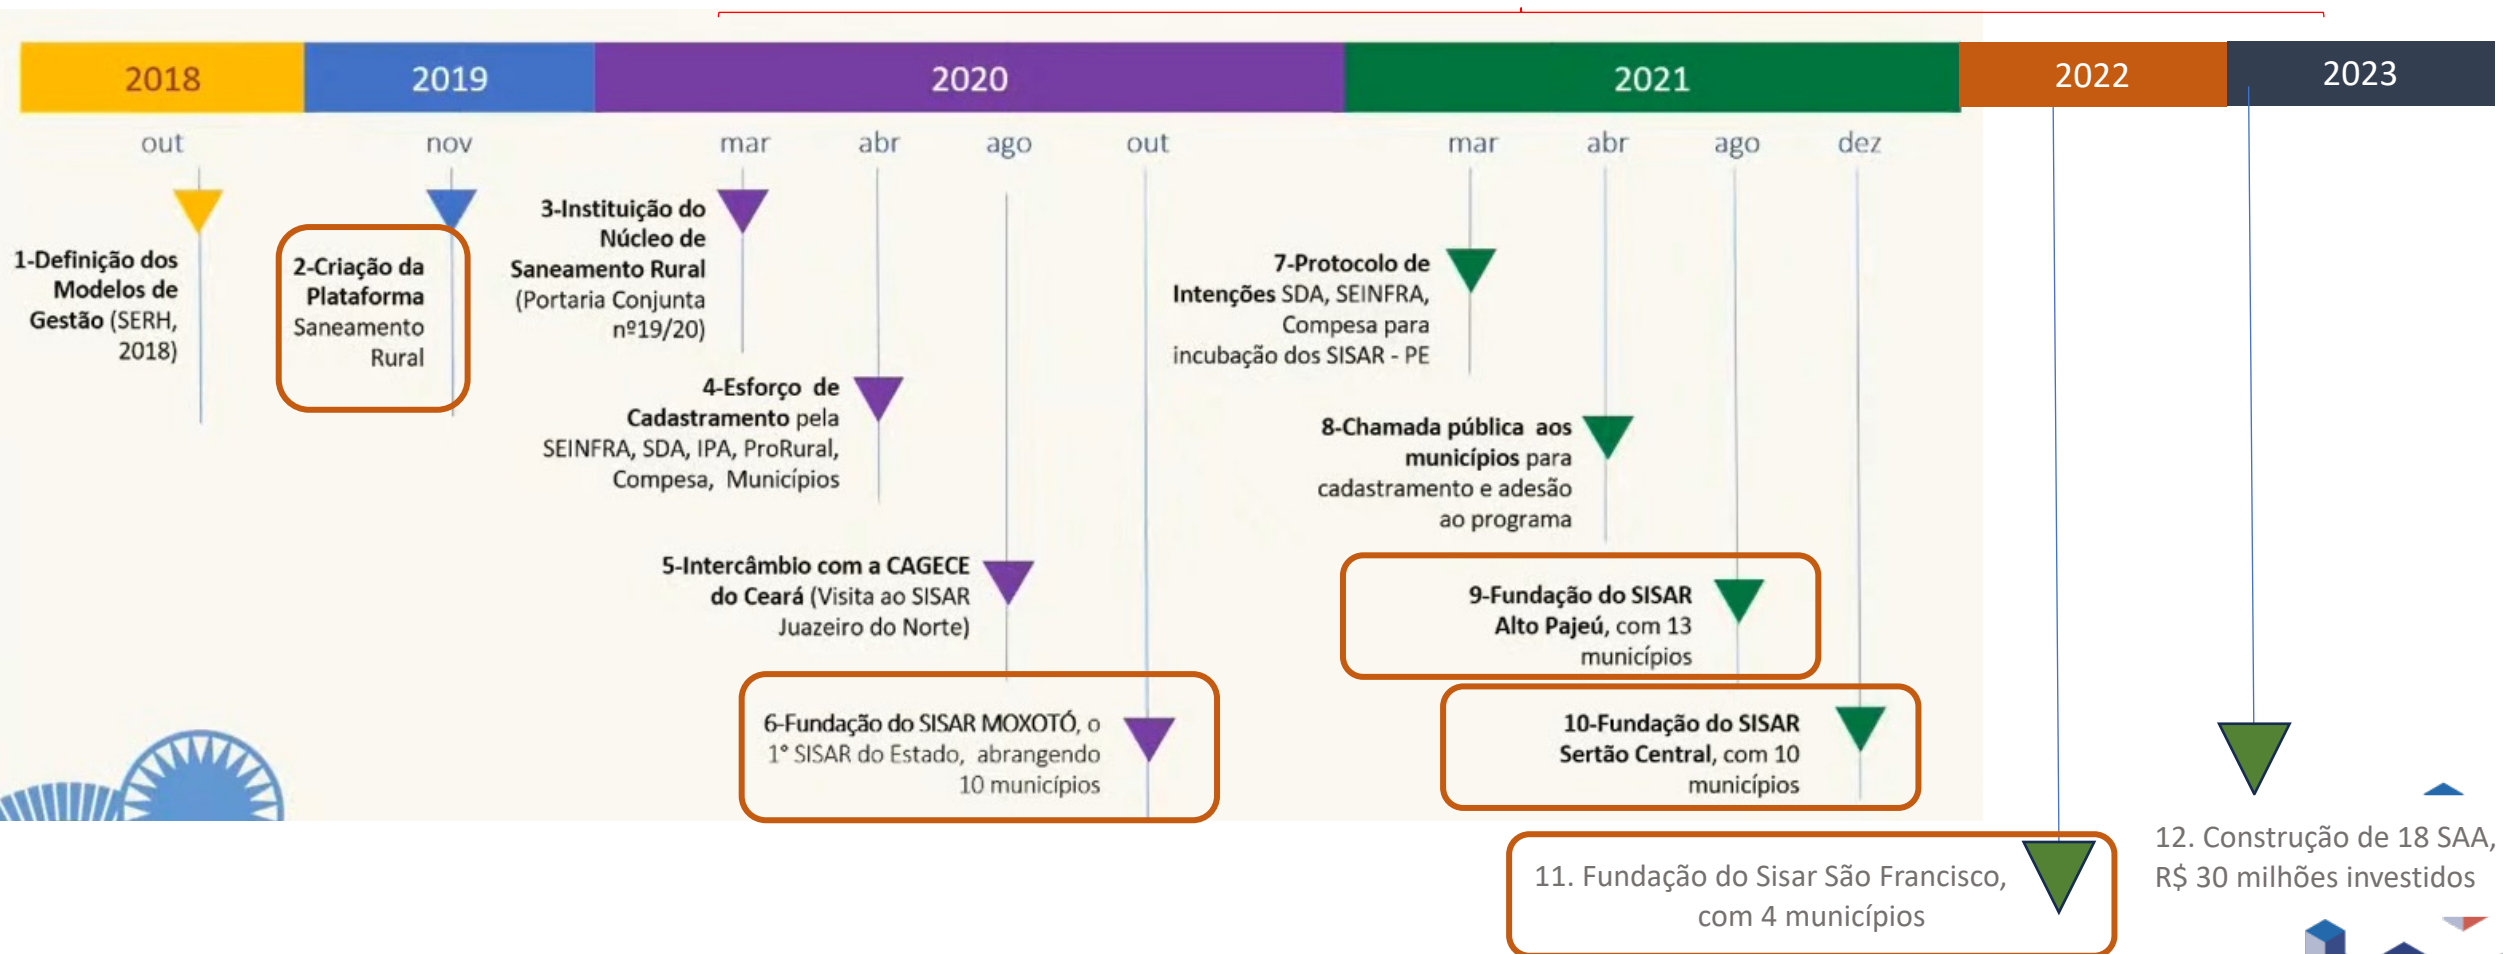 2018
2019
2020
2021
2022
2023
out
nov
mar
abr
ago
out
mar
abr
ago
dez
1-Definição dos
Modelos de
Gestão (SERH,
2018)
2-Criação da
Plataforma
Saneamento
Rural
3-Instituição do
Núcleo de
Saneamento Rural
(Portaria Conjunta
nº19/20)
4-Esforço de
Cadastramento pela
SEINFRA, SDA, IPA, ProRural,
Compesa, Municípios
5-Intercâmbio com a CAGECE
do Ceará (Visita ao SISAR
Juazeiro do Norte)
6-Fundação do SISAR MOXOTÓ, o
1° SISAR do Estado, abrangendo
10 municípios
7-Protocolo de
Intenções SDA, SEINFRA,
Compesa para
incubação dos SISAR - PE
8-Chamada pública aos
municípios para
cadastramento e adesão
ao programa
9-Fundação do SISAR
Alto Pajeú, com 13
municípios
10-Fundação do SISAR
Sertão Central, com 10
municípios
11. Fundação do Sisar São Francisco,
com 4 municípios
12. Construção de 18 SAA,
R$ 30 milhões investidos